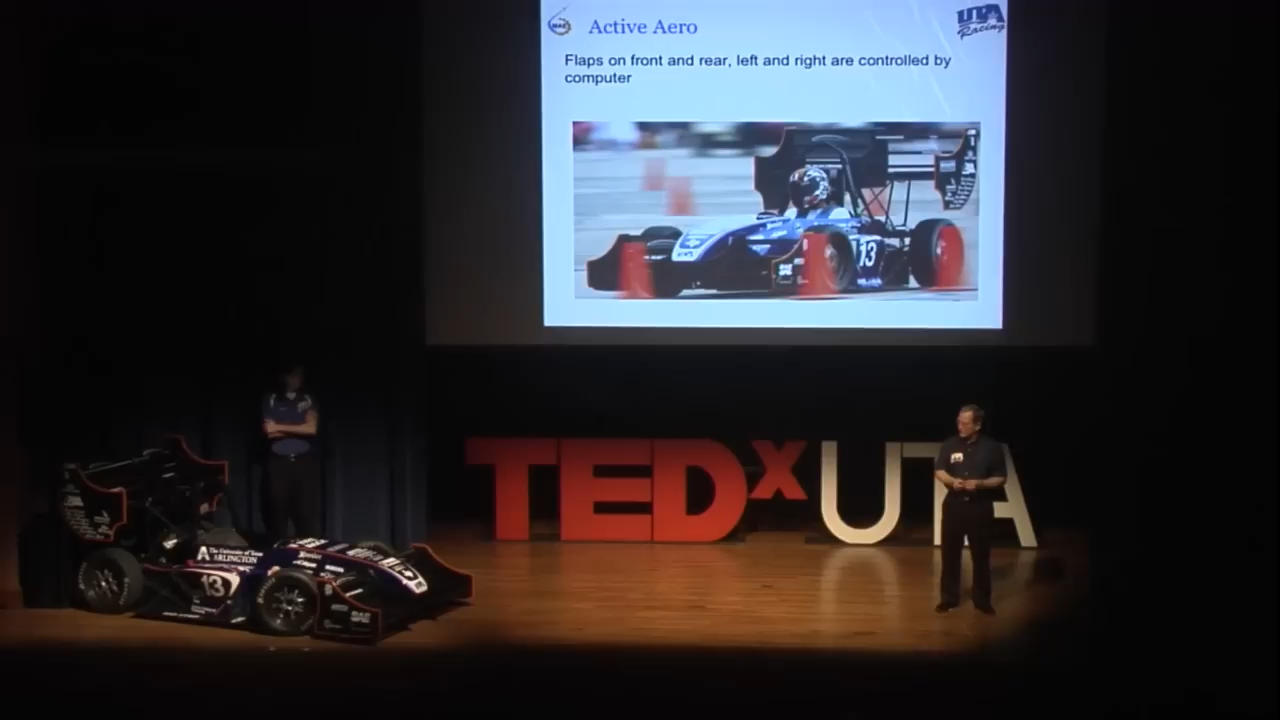 Active Aero
UTA
Racing
Flaps on front and rear, left and right are controlled by
computer
13
TEDxUTA
The University of Texas
ARLINGTON
13